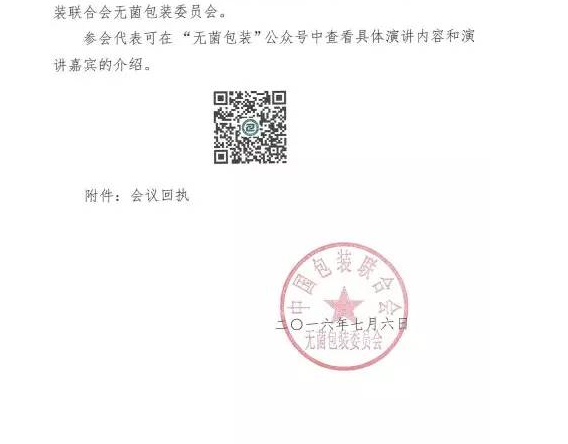 装联合会无菌包装委员会。
参会代表可在 “无菌包装”公众号中查看具体演讲内容和演
讲嘉宾的介绍。
附件：会议回执
中国包装联合会
二〇一六年七月六日
无菌包装委员会